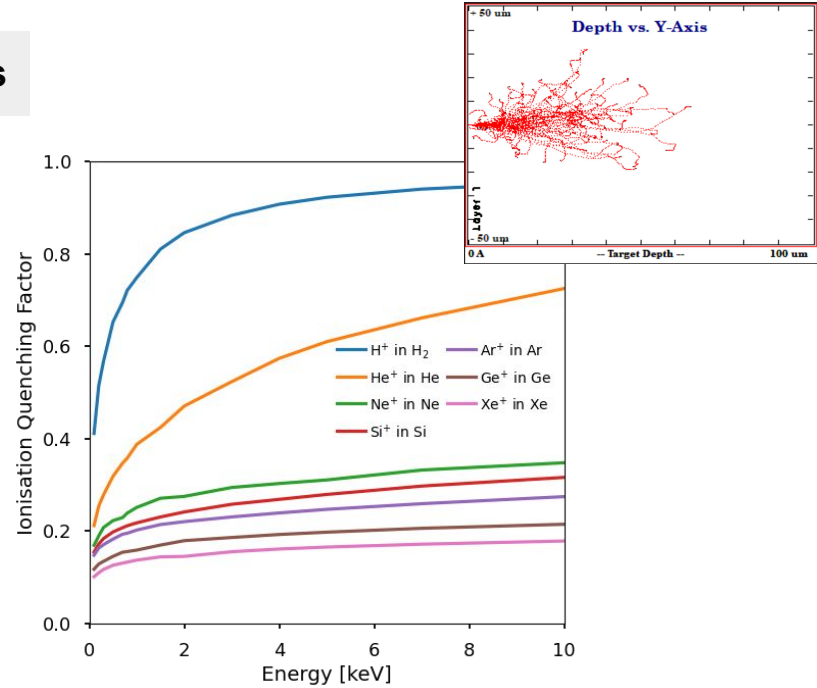 s
+ 50 um
Depth vs. Y-Axis
Layer 1
- 50 um
0 A
-- Target Depth --
100 um
1.0
0.8
0.6
0.4
0.2
0.0
Ionisation Quenching Factor
H⁺ in H₂
He⁺ in He
Ne⁺ in Ne
Si⁺ in Si
Ar⁺ in Ar
Ge⁺ in Ge
Xe⁺ in Xe
0 2 4 6 8 10
Energy [keV]